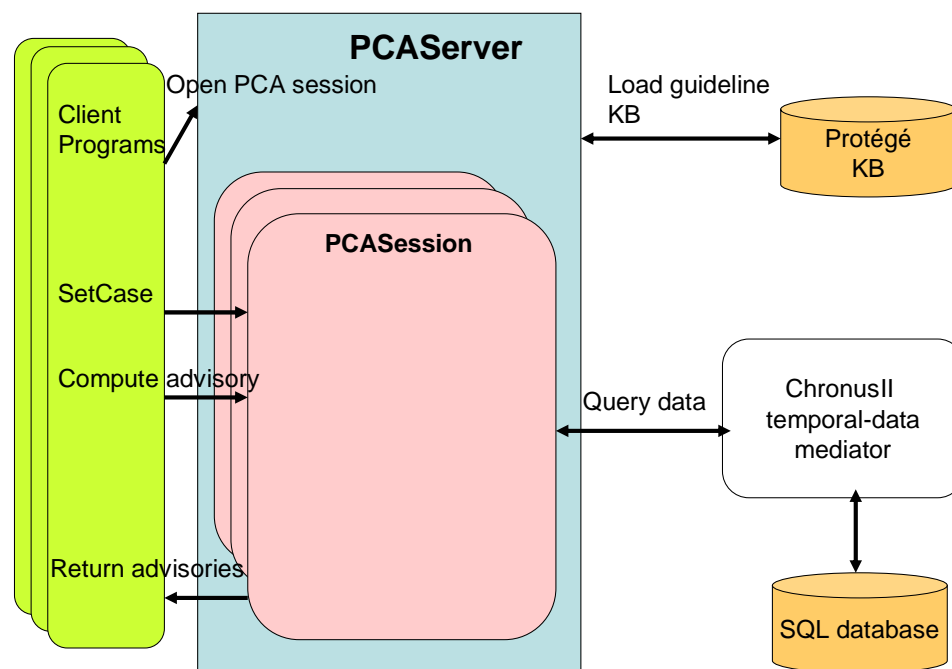 PCAServer
Open PCA session
Client
Programs
Load guideline
KB
Protégé
KB
PCASession
SetCase
Compute advisory
Query data
ChronusII
temporal-data
mediator
Return advisories
SQL database